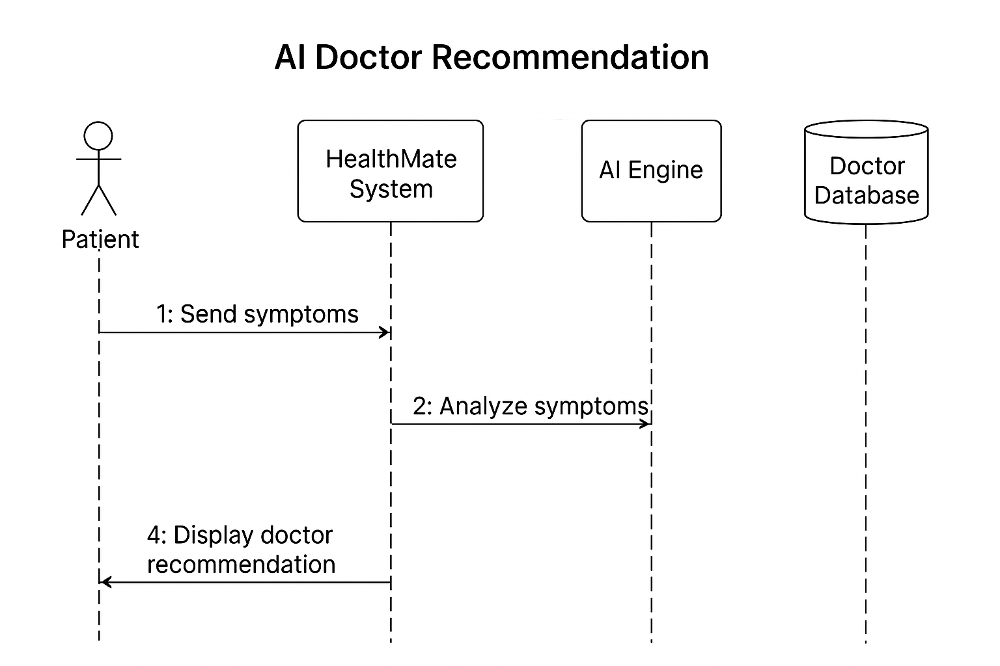 AI Doctor Recommendation
HealthMate
System
AI Engine
Doctor
Database
Patient
1: Send symptoms
2: Analyze symptoms
4: Display doctor
recommendation